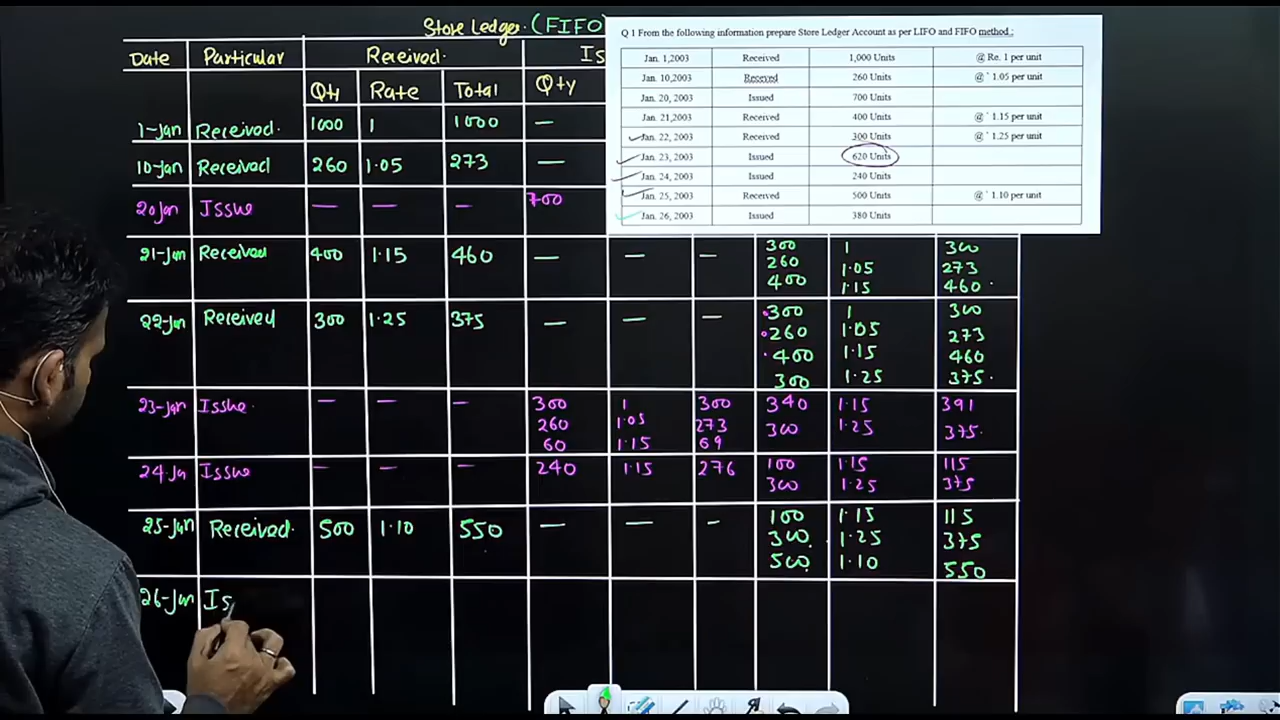 Store Ledger. (FIFO)
Q 1 From the following information prepare Store Ledger Account as per LIFO and FIFO method :
Jan. 1,2003 Received 1,000 Units @ Re. 1 per unit
Jan. 10,2003 Received 260 Units @ ` 1.05 per unit
Jan. 20, 2003 Issued 700 Units
Jan. 21,2003 Received 400 Units @ ` 1.15 per unit
Jan. 22, 2003 Received 300 Units @ ` 1.25 per unit
Jan. 23, 2003 Issued 620 Units
Jan. 24, 2003 Issued 240 Units
Jan. 25, 2003 Received 500 Units @ ` 1.10 per unit
Jan. 26, 2003 Issued 380 Units
Date Particular Received. Is
Qty Rate Total Qty
1-Jan Received. 1000 1 1000 —
10-Jan Received 260 1.05 273 —
20Jan Issue — — — 700
21-Jan Received 400 1.15 460 — — — 300 1 300
260 1.05 273
400 1.15 460.
22-Jan Received 300 1.25 375 — — — 300 1 300
260 1.05 273
400 1.15 460
300 1.25 375.
23-Jan Issue. — — — 300 1 300 340 1.15 391
260 1.05 273 300 1.25 375.
60 1.15 69
24-Ja Issue — — — 240 1.15 276 100 1.15 115
300 1.25 375
25-Jan Received. 500 1.10 550 — — - 100 1.15 115
300. 1.25 375
500. 1.10 550
26-Jan Is